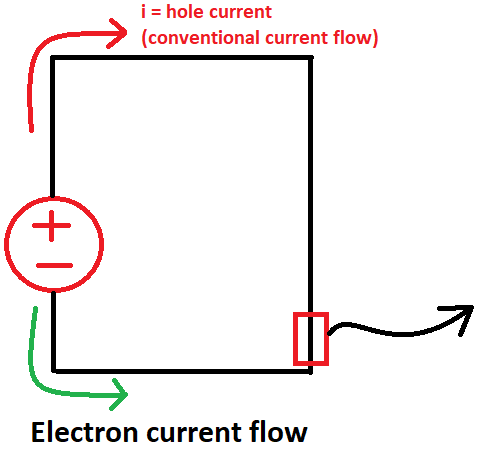 i = hole current
(conventional current flow)
+
−
Electron current flow